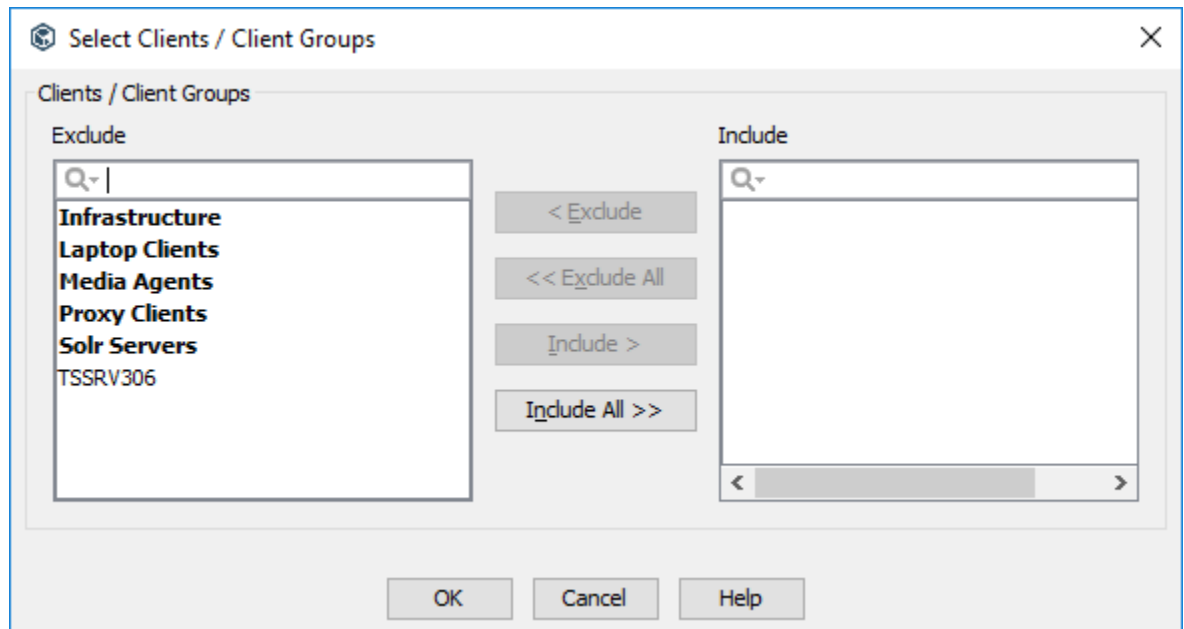 Select Clients / Client Groups
Clients / Client Groups
Exclude
Include
Infrastructure
Laptop Clients
Media Agents
Proxy Clients
Solr Servers
TSSRV306
< Exclude
<< Exclude All
Include >
Include All >>
OK
Cancel
Help